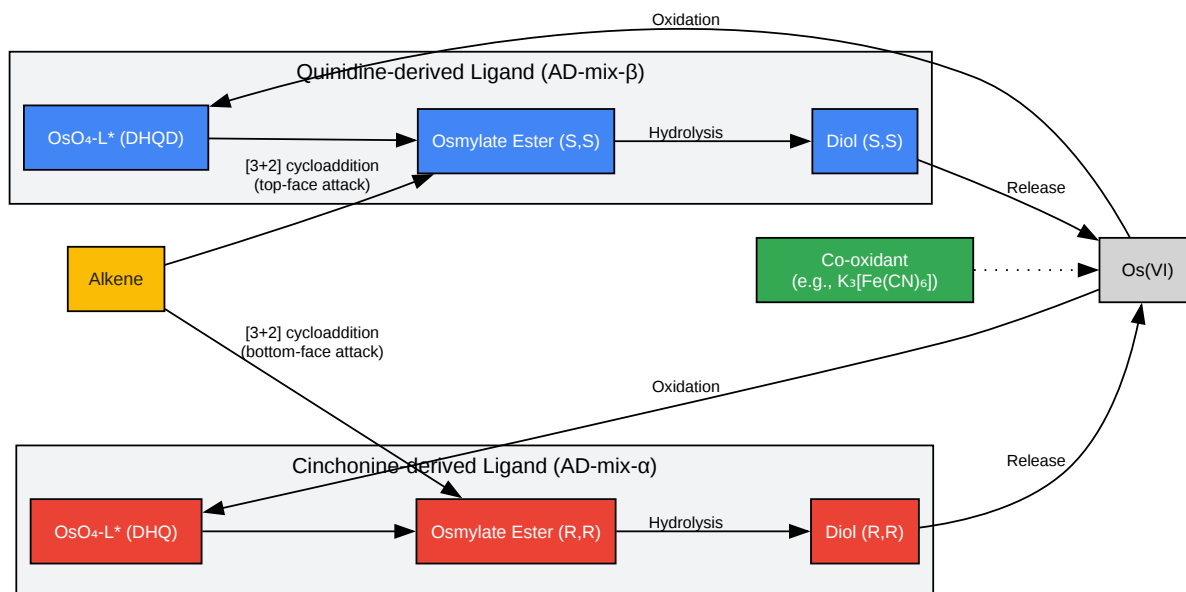 Oxidation
Quinidine-derived Ligand (AD-mix-β)
OsO₄-L* (DHQD)
Osmylate Ester (S,S)
Hydrolysis
Diol (S,S)
[3+2] cycloaddition
(top-face attack)
Release
Alkene
Co-oxidant
(e.g., K₃[Fe(CN)₆])
Os(VI)
[3+2] cycloaddition
(bottom-face attack)
Oxidation
Cinchonine-derived Ligand (AD-mix-α)
Release
OsO₄-L* (DHQ)
Osmylate Ester (R,R)
Hydrolysis
Diol (R,R)